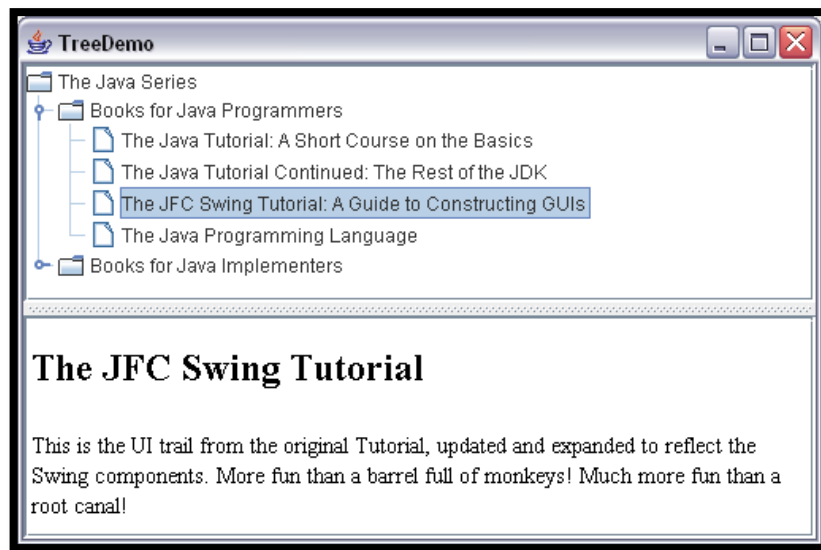 TreeDemo
The Java Series
Books for Java Programmers
The Java Tutorial: A Short Course on the Basics
The Java Tutorial Continued: The Rest of the JDK
The JFC Swing Tutorial: A Guide to Constructing GUIs
The Java Programming Language
Books for Java Implementers
The JFC Swing Tutorial
This is the UI trail from the original Tutorial, updated and expanded to reflect the
Swing components. More fun than a barrel full of monkeys! Much more fun than a
root canal!